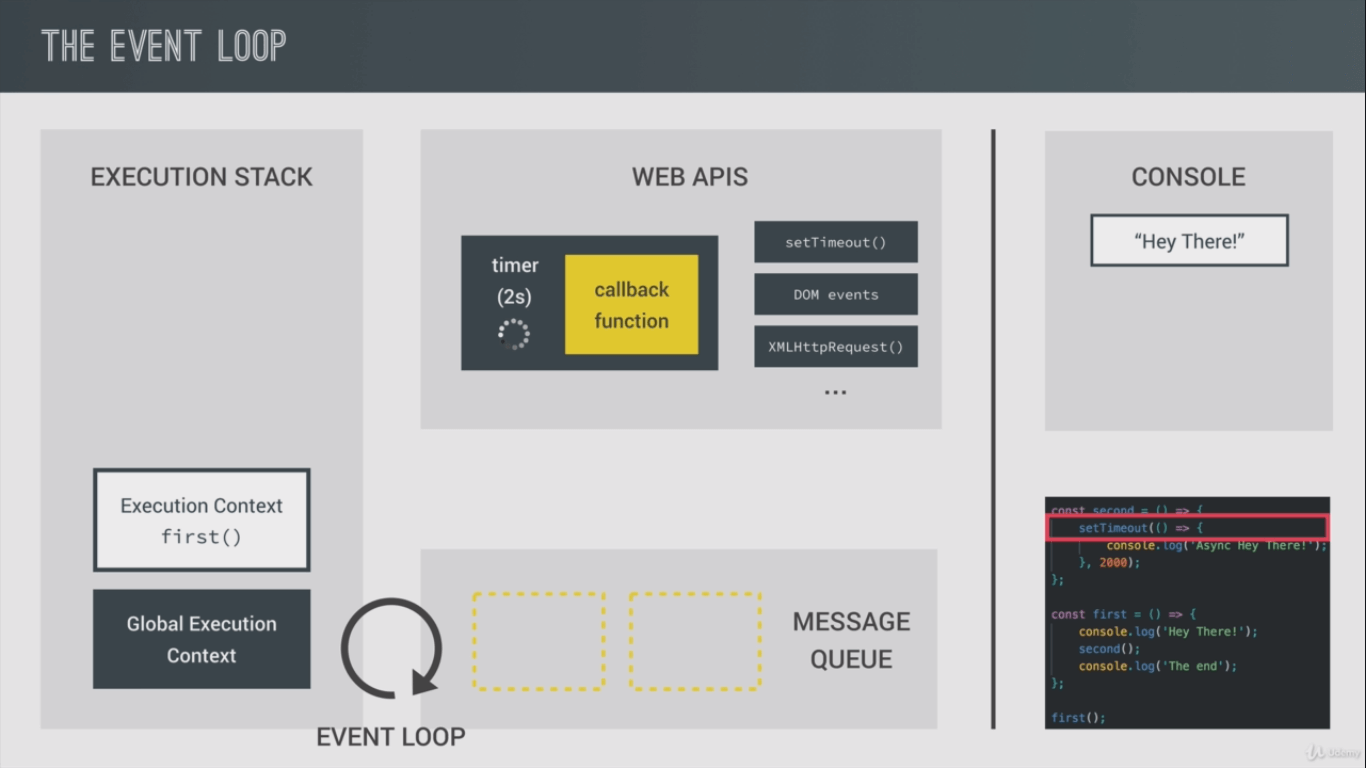 THE EVENT LOOP
EXECUTION STACK
Execution Context
first()
Global Execution
Context
EVENT LOOP
WEB APIS
timer
(2s)
callback
function
setTimeout()
DOM events
XMLHttpRequest()
...
MESSAGE
QUEUE
CONSOLE
“Hey There!”
const second = () => {
    setTimeout(() => {
        console.log('Async Hey There!');
    }, 2000);
};
const first = () => {
    console.log('Hey There!');
    second();
    console.log('The end');
};
first();
Udemy